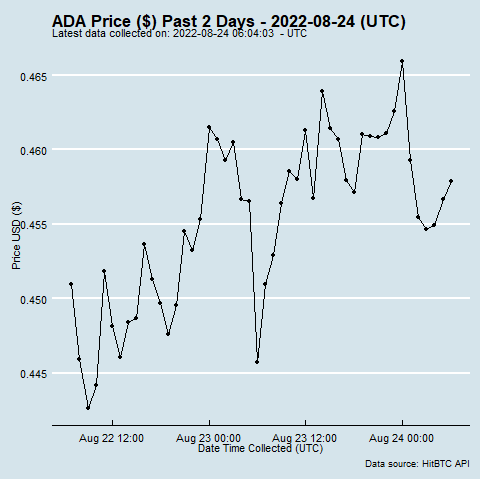 ADA Price ($) Past 2 Days - 2022-08-24 (UTC)
Latest data collected on: 2022-08-24 06:04:03 - UTC
0.465
0.460
0.455
0.450
0.445
Price USD ($)
Aug 22 12:00
Aug 23 00:00
Aug 23 12:00
Aug 24 00:00
Date Time Collected (UTC)
Data source: HitBTC API